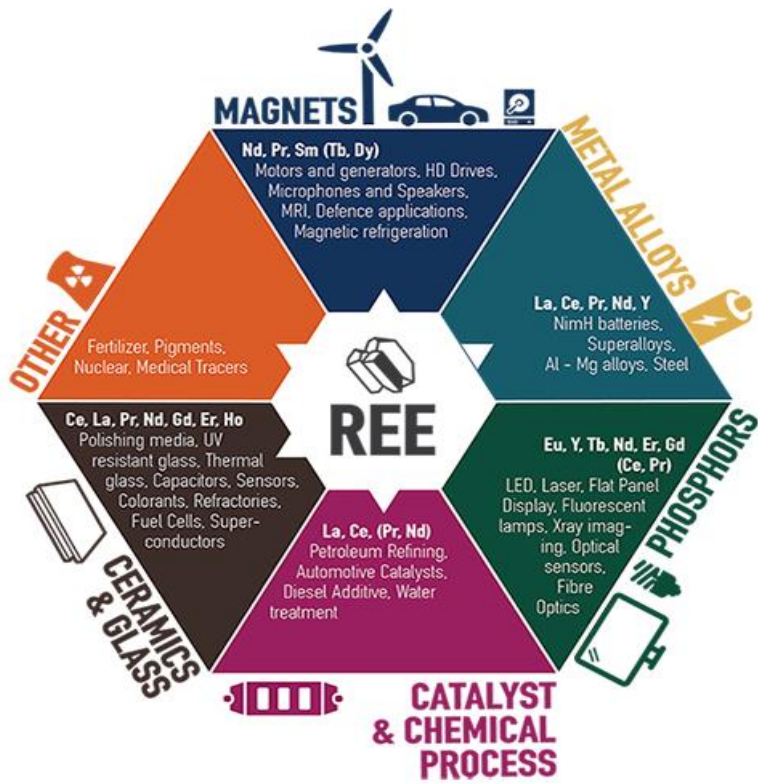 MAGNETS
Nd, Pr, Sm (Tb, Dy)
Motors and generators, HD Drives,
Microphones and Speakers,
MRI, Defence applications,
Magnetic refrigeration
METAL ALLOYS
La, Ce, Pr, Nd, Y
NimH batteries,
Superalloys,
Al - Mg alloys, Steel
OTHER
Fertilizer, Pigments,
Nuclear, Medical Tracers
REE
Ce, La, Pr, Nd, Gd, Er, Ho
Polishing media, UV
resistant glass, Thermal
glass, Capacitors, Sensors,
Colorants, Refractories,
Fuel Cells, Super-
conductors
CERAMICS
& GLASS
La, Ce, (Pr, Nd)
Petroleum Refining,
Automotive Catalysts,
Diesel Additive, Water
treatment
CATALYST
& CHEMICAL
PROCESS
Eu, Y, Tb, Nd, Er, Gd
(Ce, Pr)
LED, Laser, Flat Panel
Display, Fluorescent
lamps, Xray imag-
ing, Optical
sensors,
Fibre
Optics
PHOSPHORS